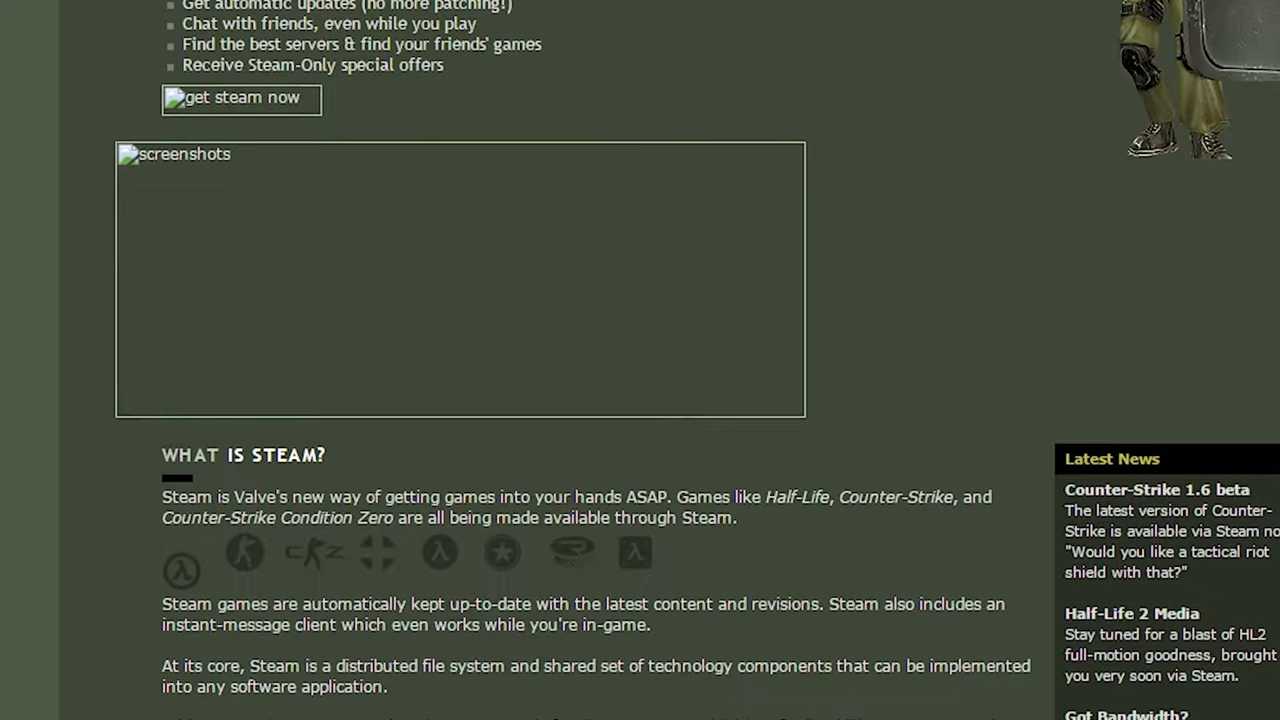 Get automatic updates (no more patching!)
Chat with friends, even while you play
Find the best servers & find your friends' games
Receive Steam-Only special offers
get steam now
screenshots
WHAT IS STEAM?
Steam is Valve's new way of getting games into your hands ASAP. Games like Half-Life, Counter-Strike, and
Counter-Strike Condition Zero are all being made available through Steam.
CZ
Steam games are automatically kept up-to-date with the latest content and revisions. Steam also includes an
instant-message client which even works while you're in-game.
At its core, Steam is a distributed file system and shared set of technology components that can be implemented
into any software application.
Latest News
Counter-Strike 1.6 beta
The latest version of Counter-
Strike is available via Steam no
"Would you like a tactical riot
shield with that?"
Half-Life 2 Media
Stay tuned for a blast of HL2
full-motion goodness, brought
you very soon via Steam.
Got Bandwidth?